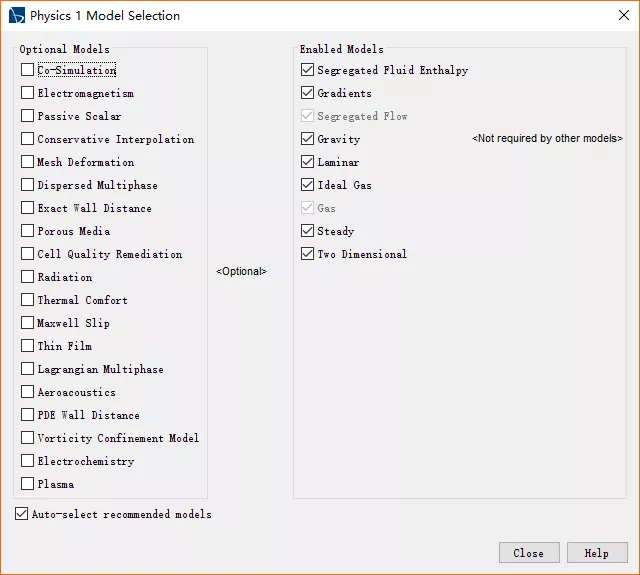 Physics 1 Model Selection
Optional Models
Co-Simulation
Electromagnetism
Passive Scalar
Conservative Interpolation
Mesh Deformation
Dispersed Multiphase
Exact Wall Distance
Porous Media
Cell Quality Remediation
Radiation
Thermal Comfort
Maxwell Slip
Thin Film
Lagrangian Multiphase
Aeroacoustics
PDE Wall Distance
Vorticity Confinement Model
Electrochemistry
Plasma
<Optional>
Enabled Models
Segregated Fluid Enthalpy
Gradients
Segregated Flow
Gravity
<Not required by other models>
Laminar
Ideal Gas
Gas
Steady
Two Dimensional
Auto-select recommended models
Close
Help